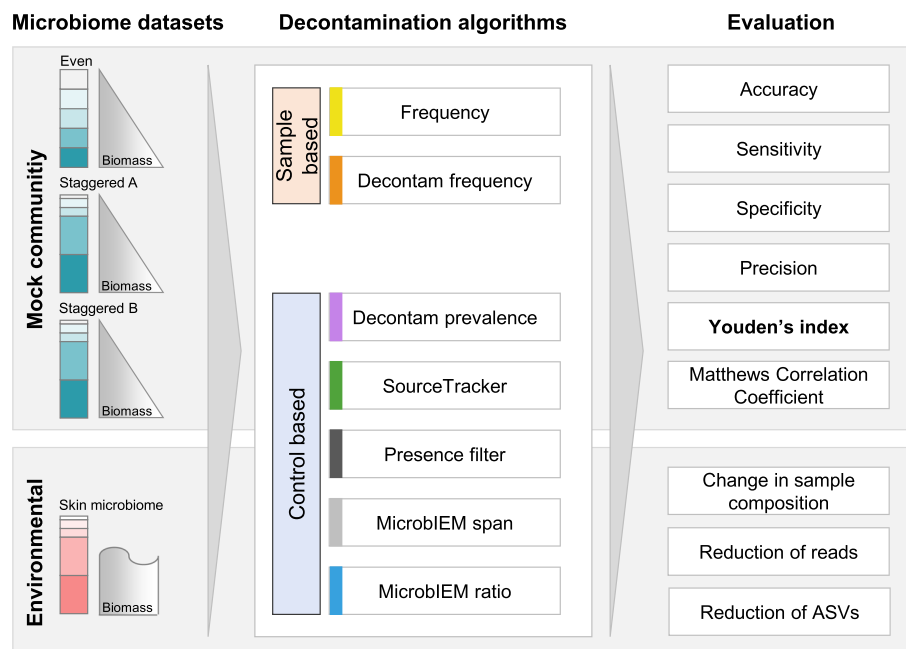 Microbiome datasets
Decontamination algorithms
Evaluation
Mock communitiy
Even
Biomass
Staggered A
Biomass
Staggered B
Biomass
Environmental
Skin microbiome
Biomass
Sample
based
Frequency
Decontam frequency
Control based
Decontam prevalence
SourceTracker
Presence filter
MicrobIEM span
MicrobIEM ratio
Accuracy
Sensitivity
Specificity
Precision
Youden’s index
Matthews Correlation
Coefficient
Change in sample
composition
Reduction of reads
Reduction of ASVs